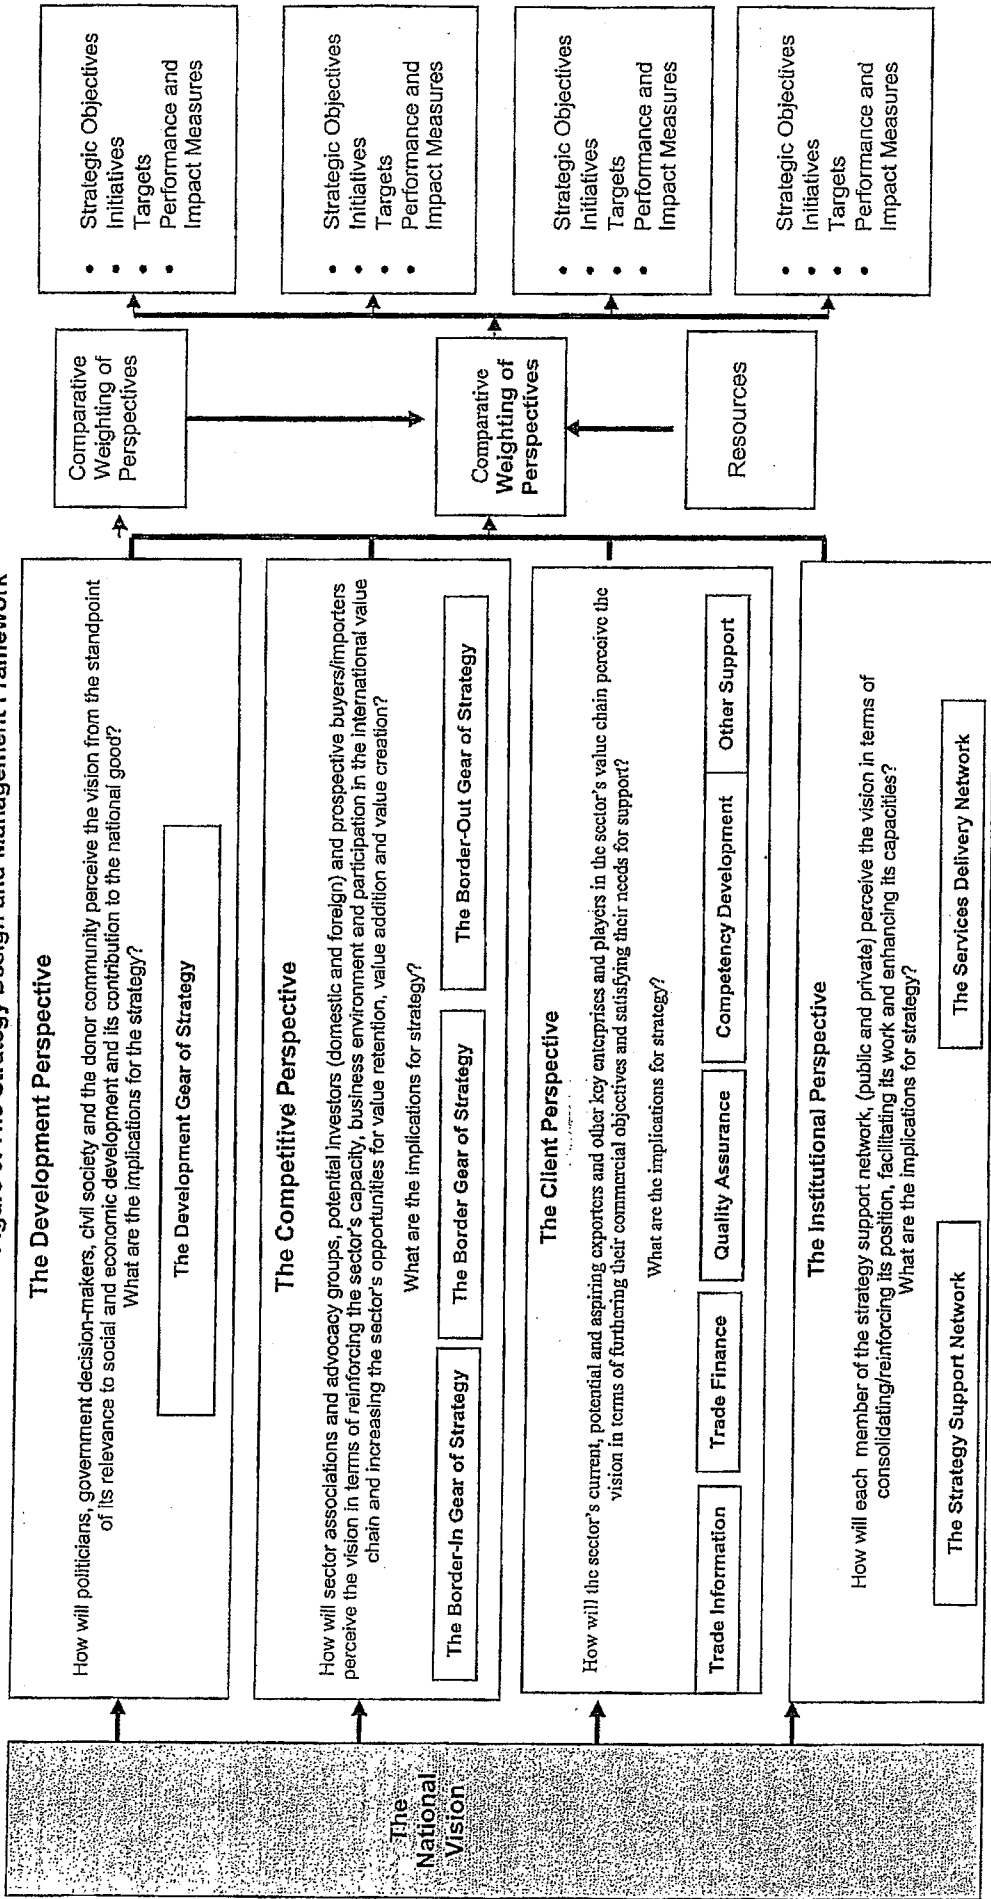 The Strategy Design and Management Framework
The National Vision
The Development Perspective
How will politicians, government decision-makers, civil society and the donor community perceive the vision from the standpoint
of its relevance to social and economic development and its contribution to the national good?
What are the implications for the strategy?
The Development Gear of Strategy
The Competitive Perspective
How will sector associations and advocacy groups, potential investors (domestic and foreign) and prospective buyers/importers
perceive the vision in terms of reinforcing the sector's capacity, business environment and participation in the international value
chain and increasing the sector's opportunities for value retention, value addition and value creation?
What are the implications for strategy?
The Border-In Gear of Strategy
The Border Gear of Strategy
The Border-Out Gear of Strategy
The Client Perspective
How will the sector's current, potential and aspiring exporters and other key enterprises and players in the sector's value chain perceive the
vision in terms of furthering their commercial objectives and satisfying their needs for support?
What are the implications for strategy?
Trade Information
Trade Finance
Quality Assurance
Competency Development
Other Support
The Institutional Perspective
How will each member of the strategy support network, (public and private) perceive the vision in terms of
consolidating/reinforcing its position, facilitating its work and enhancing its capacities?
What are the implications for strategy?
The Strategy Support Network
The Services Delivery Network
Comparative
Weighting of
Perspectives
Comparative
Weighting of
Perspectives
Resources
• Strategic Objectives
• Initiatives
• Targets
• Performance and
Impact Measures
• Strategic Objectives
• Initiatives
• Targets
• Performance and
Impact Measures
• Strategic Objectives
• Initiatives
• Targets
• Performance and
Impact Measures
• Strategic Objectives
• Initiatives
• Targets
• Performance and
Impact Measures